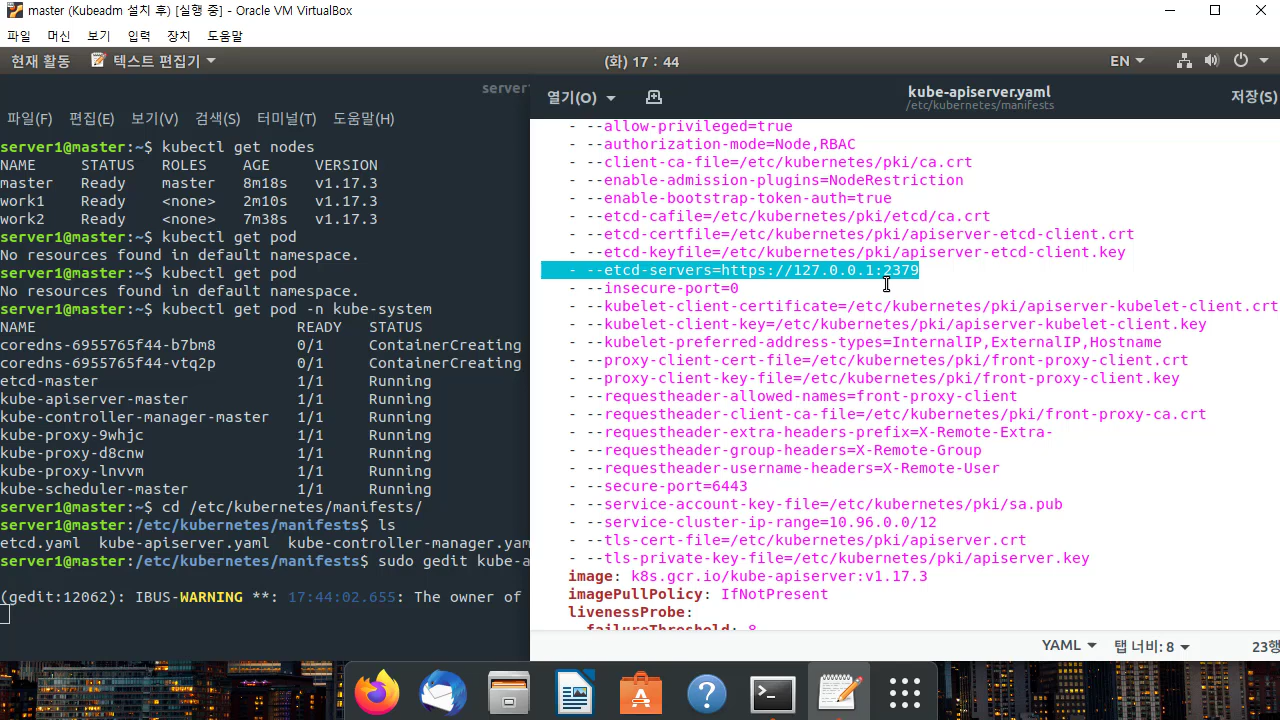 master (Kubeadm 설치 후) [실행 중] - Oracle VM VirtualBox
파일 머신 보기 입력 장치 도움말
현재 활동 텍스트 편집기 (화) 17 : 44 EN
server
파일(F) 편집(E) 보기(V) 검색(S) 터미널(T) 도움말(H)
server1@master:~$ kubectl get nodes
NAME STATUS ROLES AGE VERSION
master Ready master 8m18s v1.17.3
work1 Ready <none> 2m10s v1.17.3
work2 Ready <none> 7m38s v1.17.3
server1@master:~$ kubectl get pod
No resources found in default namespace.
server1@master:~$ kubectl get pod
No resources found in default namespace.
server1@master:~$ kubectl get pod -n kube-system
NAME READY STATUS
coredns-6955765f44-b7bm8 0/1 ContainerCreating
coredns-6955765f44-vtq2p 0/1 ContainerCreating
etcd-master 1/1 Running
kube-apiserver-master 1/1 Running
kube-controller-manager-master 1/1 Running
kube-proxy-9whjc 1/1 Running
kube-proxy-d8cnw 1/1 Running
kube-proxy-lnvvm 1/1 Running
kube-scheduler-master 1/1 Running
server1@master:~$ cd /etc/kubernetes/manifests/
server1@master:/etc/kubernetes/manifests$ ls
etcd.yaml kube-apiserver.yaml kube-controller-manager.yam
server1@master:/etc/kubernetes/manifests$ sudo gedit kube-a
(gedit:12062): IBUS-WARNING **: 17:44:02.655: The owner of
열기(O) kube-apiserver.yaml 저장(S)
/etc/kubernetes/manifests
- --allow-privileged=true
- --authorization-mode=Node,RBAC
- --client-ca-file=/etc/kubernetes/pki/ca.crt
- --enable-admission-plugins=NodeRestriction
- --enable-bootstrap-token-auth=true
- --etcd-cafile=/etc/kubernetes/pki/etcd/ca.crt
- --etcd-certfile=/etc/kubernetes/pki/apiserver-etcd-client.crt
- --etcd-keyfile=/etc/kubernetes/pki/apiserver-etcd-client.key
- --etcd-servers=https://127.0.0.1:2379
- --insecure-port=0
- --kubelet-client-certificate=/etc/kubernetes/pki/apiserver-kubelet-client.crt
- --kubelet-client-key=/etc/kubernetes/pki/apiserver-kubelet-client.key
- --kubelet-preferred-address-types=InternalIP,ExternalIP,Hostname
- --proxy-client-cert-file=/etc/kubernetes/pki/front-proxy-client.crt
- --proxy-client-key-file=/etc/kubernetes/pki/front-proxy-client.key
- --requestheader-allowed-names=front-proxy-client
- --requestheader-client-ca-file=/etc/kubernetes/pki/front-proxy-ca.crt
- --requestheader-extra-headers-prefix=X-Remote-Extra-
- --requestheader-group-headers=X-Remote-Group
- --requestheader-username-headers=X-Remote-User
- --secure-port=6443
- --service-account-key-file=/etc/kubernetes/pki/sa.pub
- --service-cluster-ip-range=10.96.0.0/12
- --tls-cert-file=/etc/kubernetes/pki/apiserver.crt
- --tls-private-key-file=/etc/kubernetes/pki/apiserver.key
image: k8s.gcr.io/kube-apiserver:v1.17.3
imagePullPolicy: IfNotPresent
livenessProbe:
failureThreshold: 8
YAML 탭 너비: 8 23행